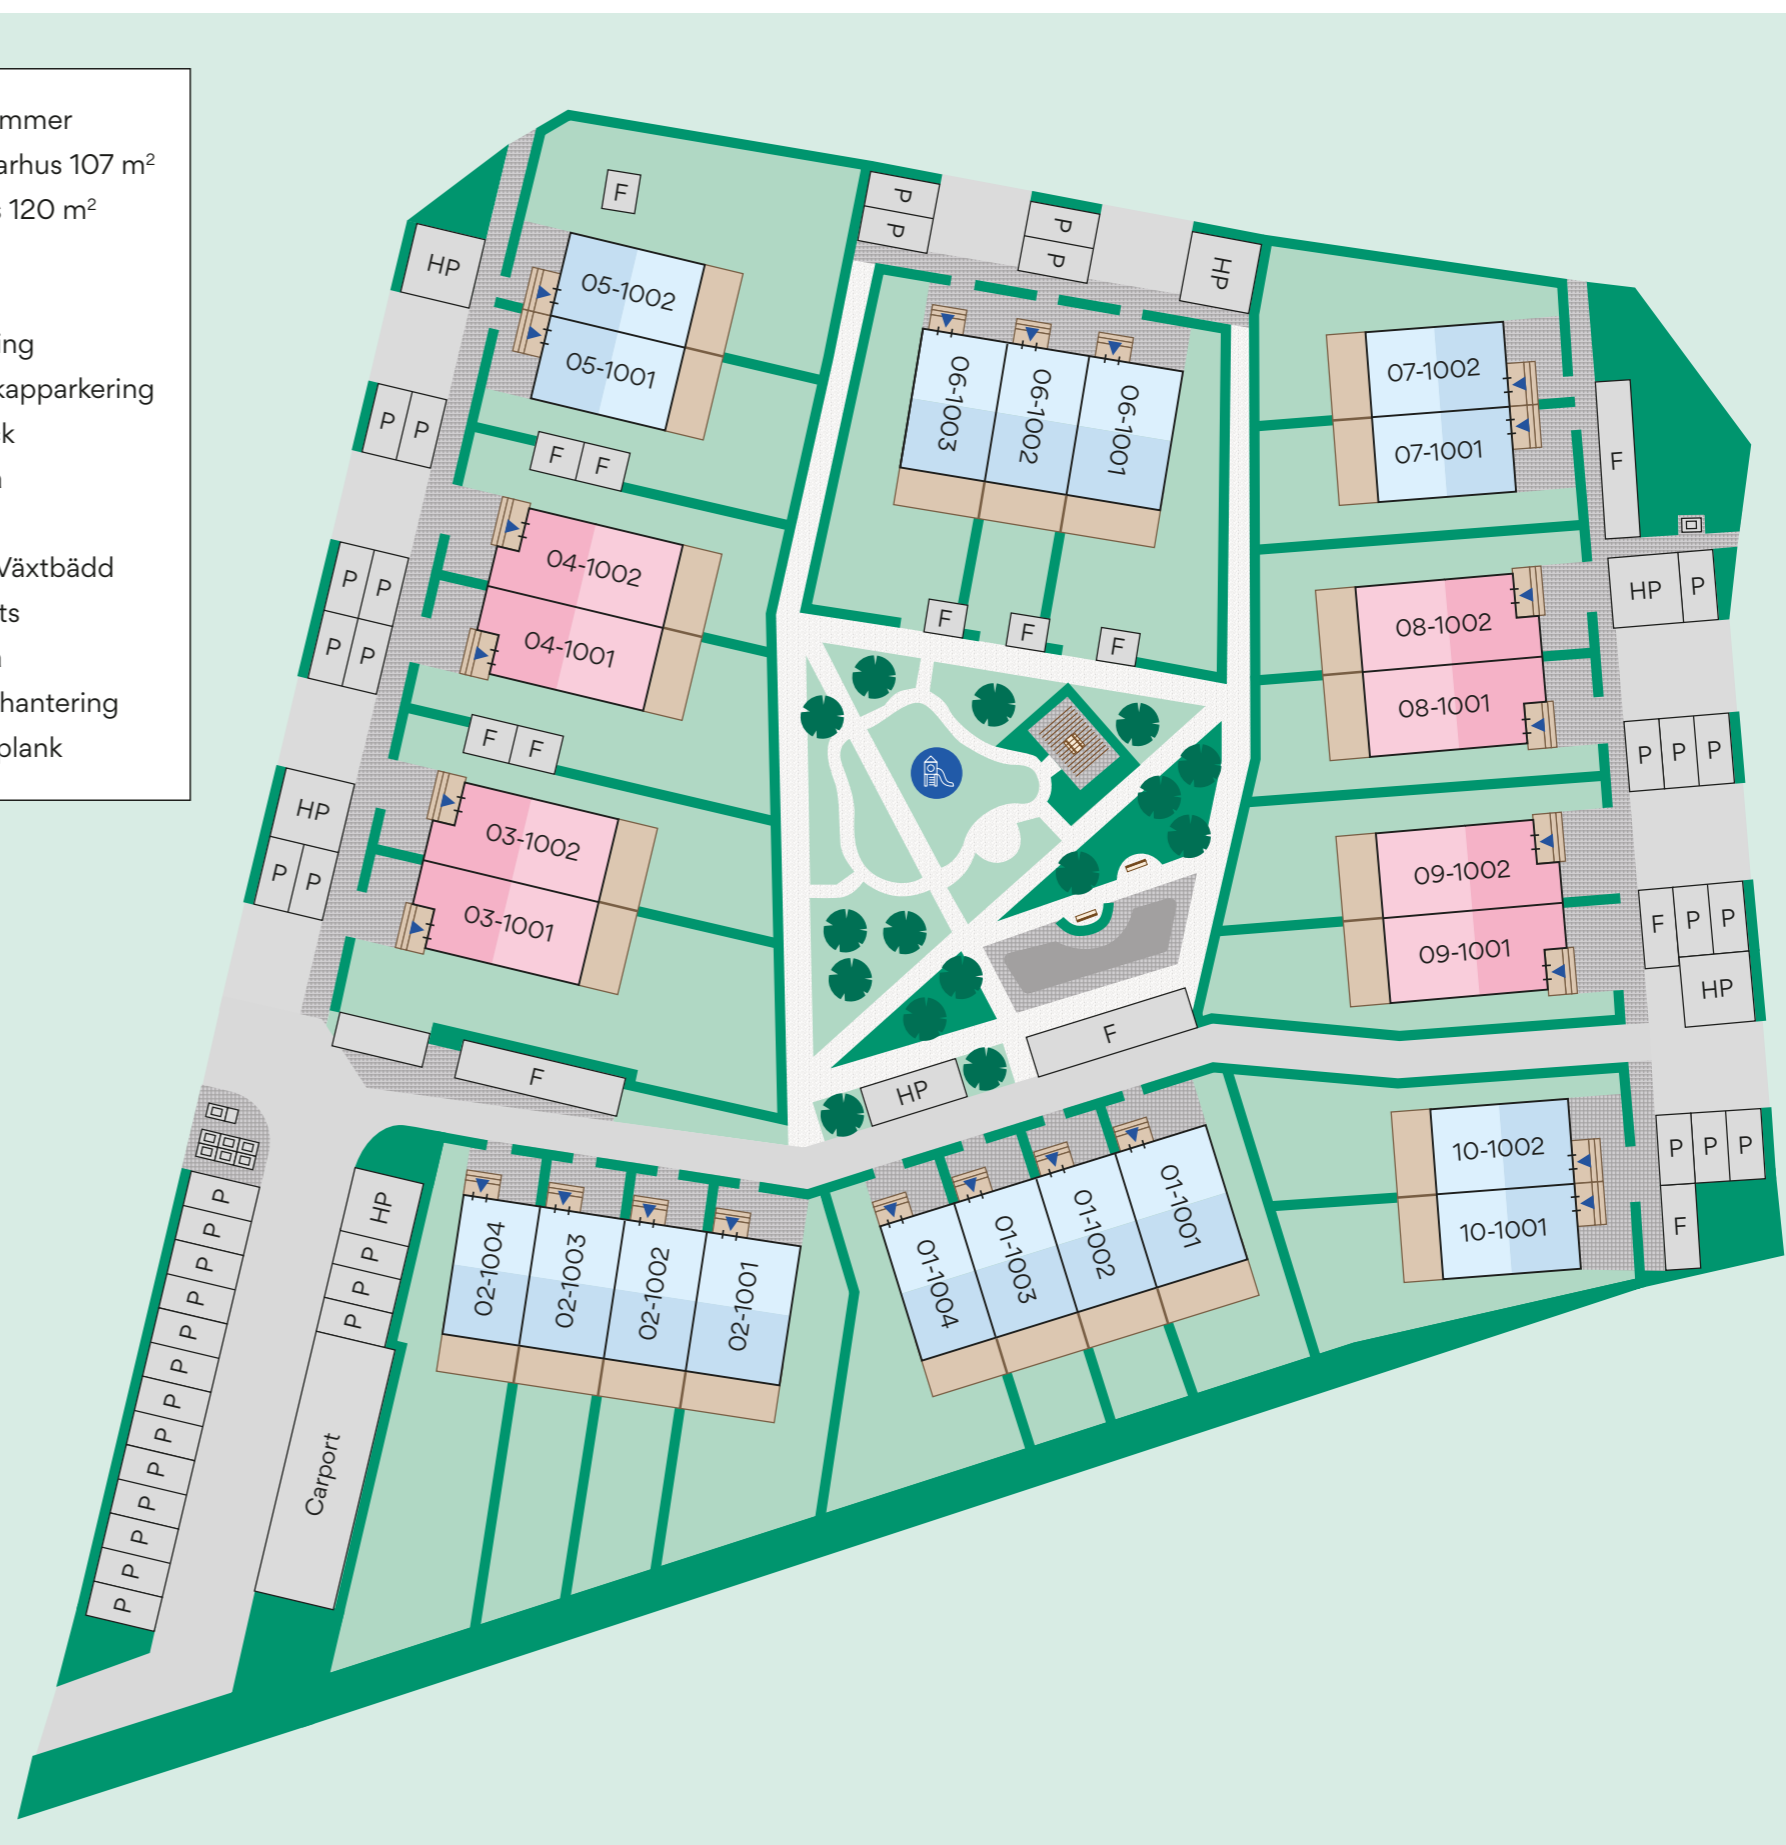 mmer
arhus 107 m²
s 120 m²
ing
kapparkering
k
Växtbädd
ts
hantering
plank
F
HP
05-1002
05-1001
P P
F F
04-1002
04-1001
P P
P P
F F
HP
P P
03-1002
03-1001
F
P
P
P
P
HP
06-1003
06-1002
06-1001
F
F
F
07-1002
07-1001
F
HP P
08-1002
08-1001
P P P
09-1002
09-1001
F P P
HP
F
HP
10-1002
10-1001
P P P
F
01-1004
01-1003
01-1002
01-1001
02-1004
02-1003
02-1002
02-1001
HP
P
P
P
Carport
P
P
P
P
P
P
P
P
P
P
P
P
P